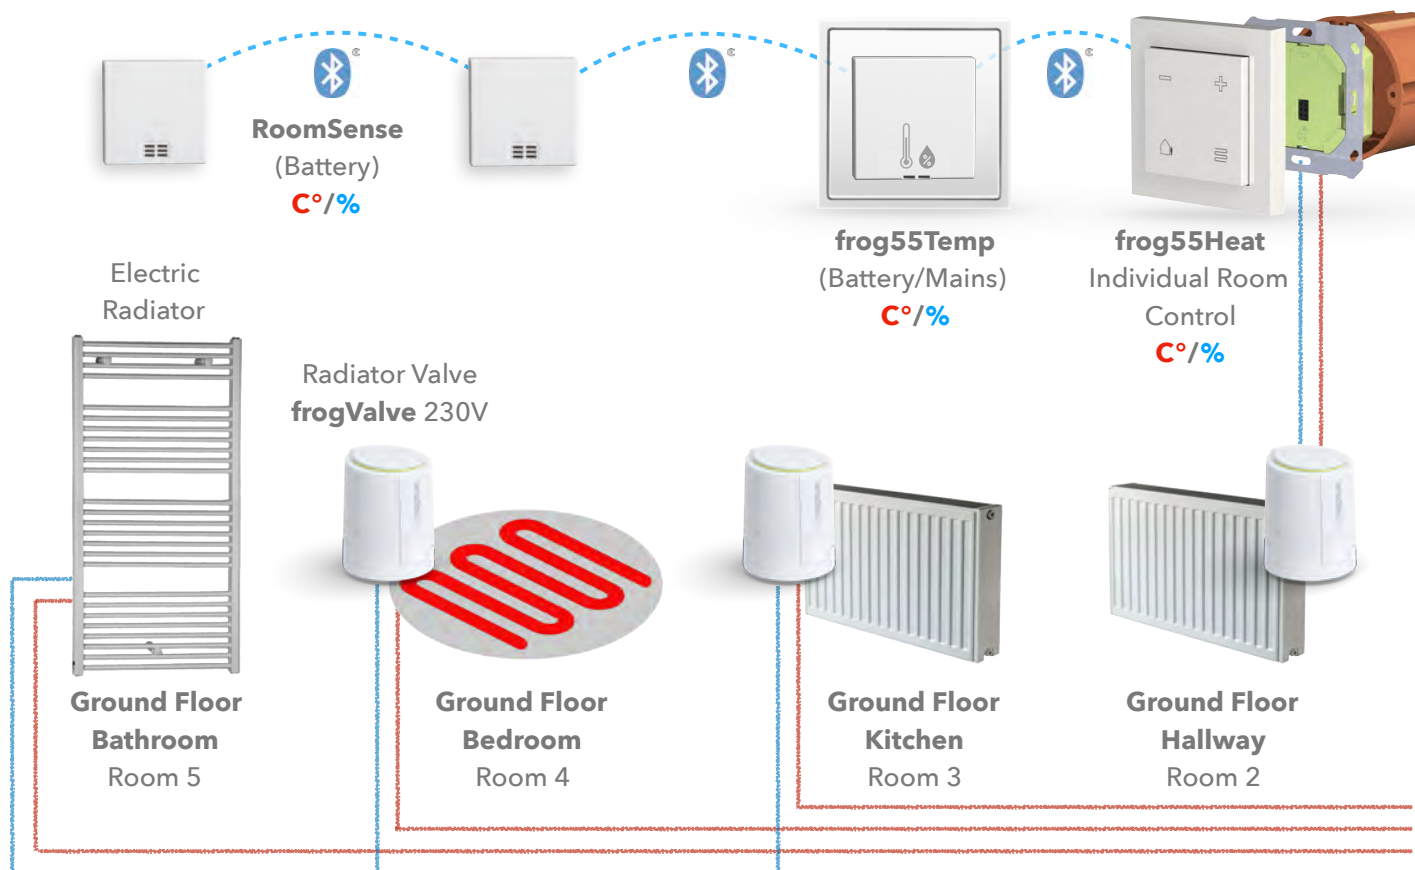 RoomSense
(Battery)
C°/%
frog55Temp
(Battery/Mains)
C°/%
frog55Heat
Individual Room
Control
C°/%
Electric
Radiator
Radiator Valve
frogValve 230V
Ground Floor
Bathroom
Room 5
Ground Floor
Bedroom
Room 4
Ground Floor
Kitchen
Room 3
Ground Floor
Hallway
Room 2